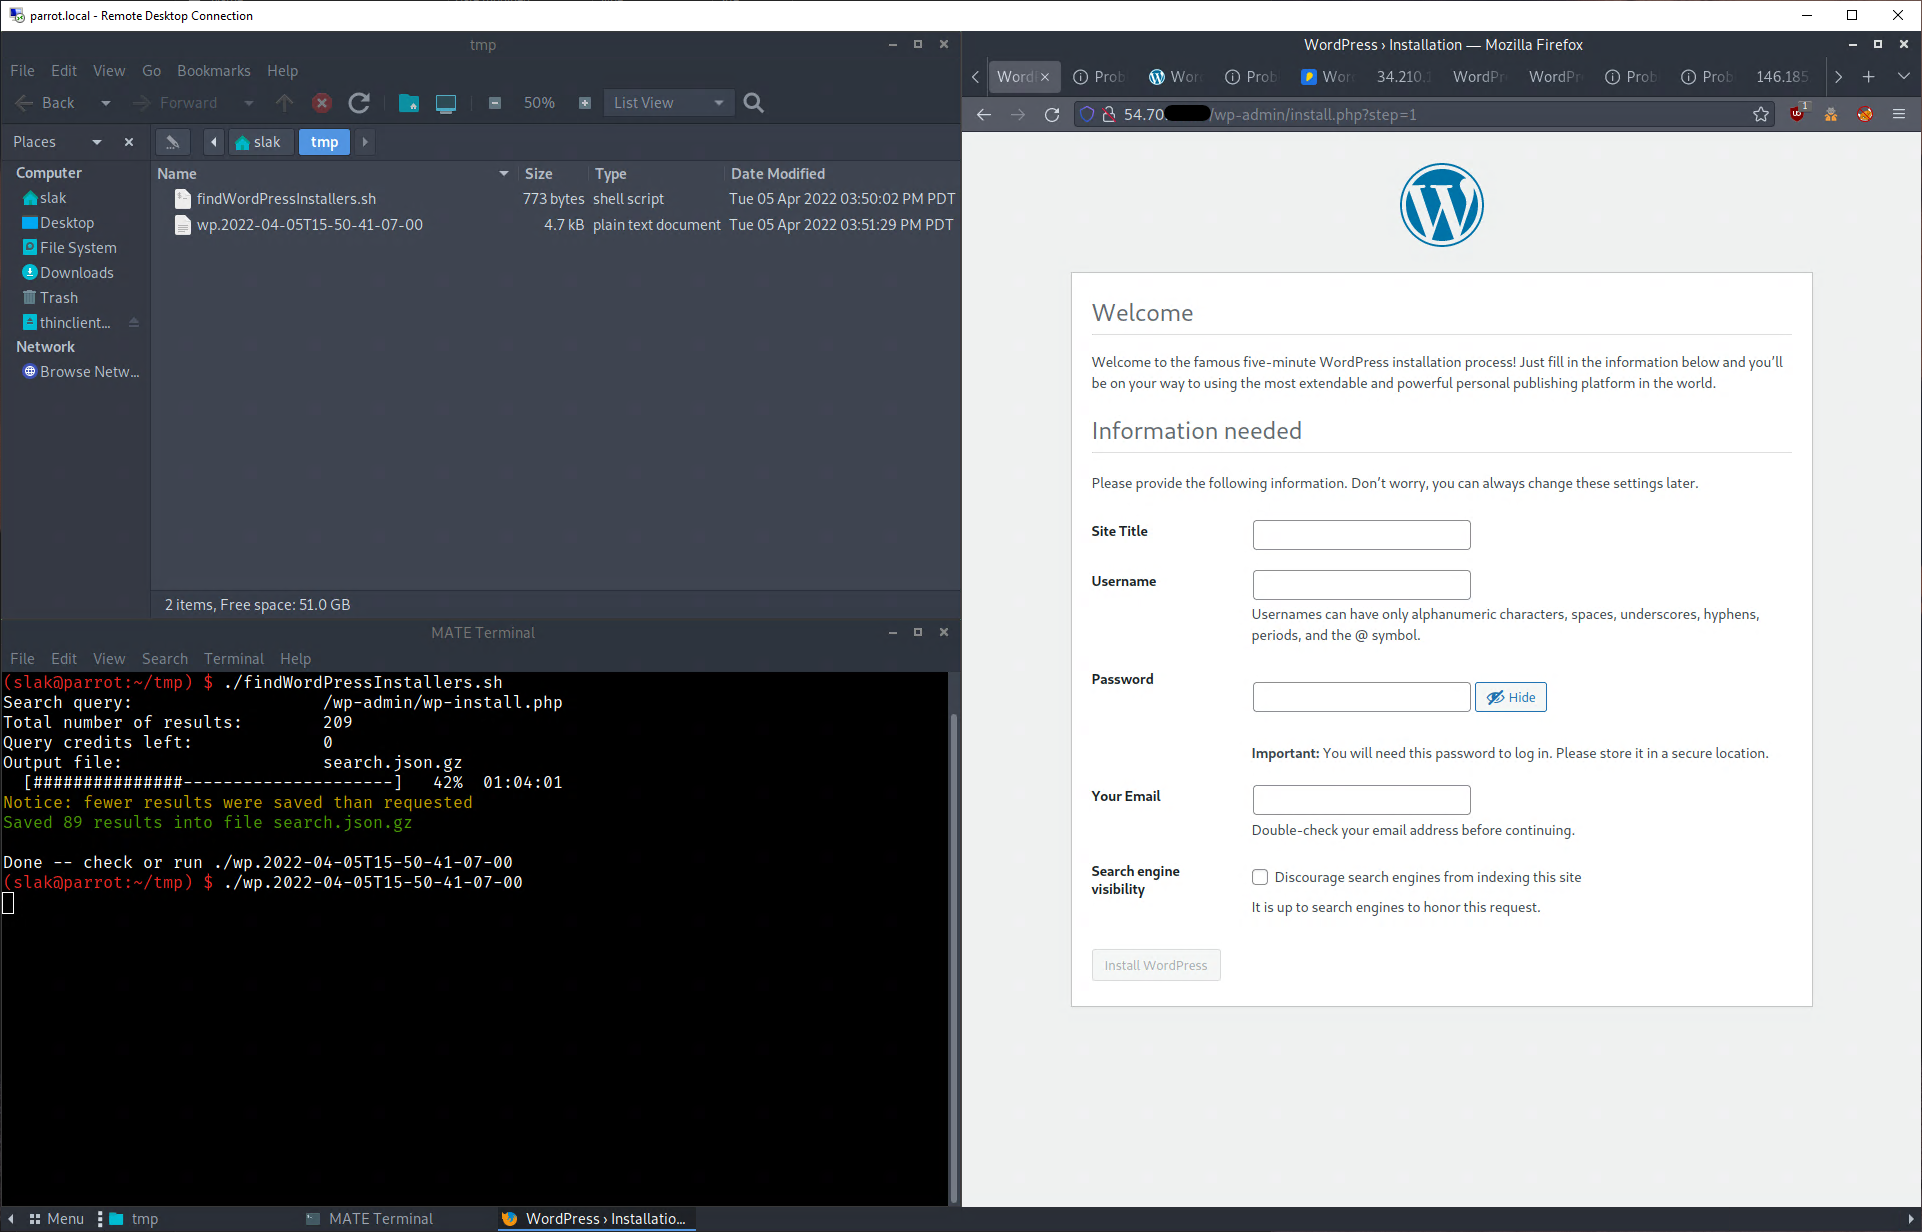 parrot.local - Remote Desktop Connection
tmp
File Edit View Go Bookmarks Help
Back Forward 50% List View
Places slak tmp
Computer
slak
Desktop
File System
Downloads
Trash
thinclient...
Network
Browse Netw...
Name Size Type Date Modified
findWordPressInstallers.sh 773 bytes shell script Tue 05 Apr 2022 03:50:02 PM PDT
wp.2022-04-05T15-50-41-07-00 4.7 kB plain text document Tue 05 Apr 2022 03:51:29 PM PDT
2 items, Free space: 51.0 GB
MATE Terminal
File Edit View Search Terminal Help
(slak@parrot:~/tmp) $ ./findWordPressInstallers.sh
Search query: /wp-admin/wp-install.php
Total number of results: 209
Query credits left: 0
Output file: search.json.gz
[###############---------------------] 42% 01:04:01
Notice: fewer results were saved than requested
Saved 89 results into file search.json.gz
Done -- check or run ./wp.2022-04-05T15-50-41-07-00
(slak@parrot:~/tmp) $ ./wp.2022-04-05T15-50-41-07-00
WordPress › Installation — Mozilla Firefox
Word Prob Wor Prob Wor 34.210. WordPr WordPr Prob Prob 146.185
54.70. /wp-admin/install.php?step=1
1
Welcome
Welcome to the famous five-minute WordPress installation process! Just fill in the information below and you’ll
be on your way to using the most extendable and powerful personal publishing platform in the world.
Information needed
Please provide the following information. Don’t worry, you can always change these settings later.
Site Title
Username
Usernames can have only alphanumeric characters, spaces, underscores, hyphens,
periods, and the @ symbol.
Password
Hide
Important: You will need this password to log in. Please store it in a secure location.
Your Email
Double-check your email address before continuing.
Search engine
visibility
Discourage search engines from indexing this site
It is up to search engines to honor this request.
Install WordPress
Menu tmp MATE Terminal WordPress › Installatio...